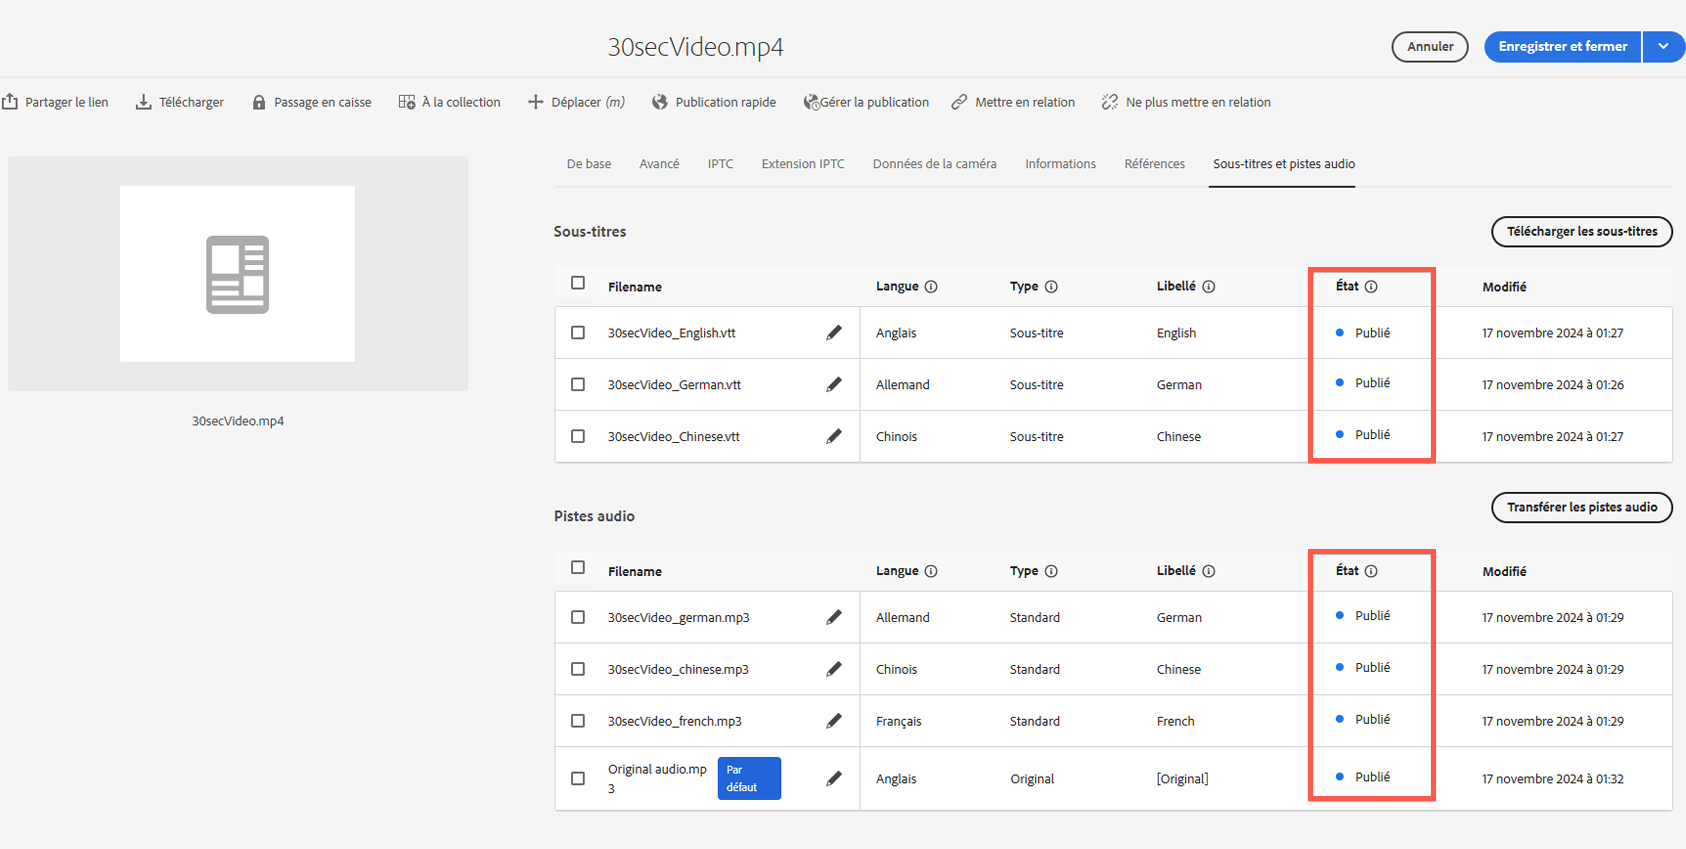 30secVideo.mp4
Annuler
Enregistrer et fermer
Partager le lien
Télécharger
Passage en caisse
À la collection
Déplacer (m)
Publication rapide
Gérer la publication
Mettre en relation
Ne plus mettre en relation
De base
Avancé
IPTC
Extension IPTC
Données de la caméra
Informations
Références
Sous-titres et pistes audio
30secVideo.mp4
Sous-titres
Télécharger les sous-titres
Filename Langue Type Libellé État Modifié
30secVideo_English.vtt Anglais Sous-titre English Publié 17 novembre 2024 à 01:27
30secVideo_German.vtt Allemand Sous-titre German Publié 17 novembre 2024 à 01:26
30secVideo_Chinese.vtt Chinois Sous-titre Chinese Publié 17 novembre 2024 à 01:27
Pistes audio
Transférer les pistes audio
Filename Langue Type Libellé État Modifié
30secVideo_german.mp3 Allemand Standard German Publié 17 novembre 2024 à 01:29
30secVideo_chinese.mp3 Chinois Standard Chinese Publié 17 novembre 2024 à 01:29
30secVideo_french.mp3 Français Standard French Publié 17 novembre 2024 à 01:29
Original audio.mp
3
Par
défaut
Anglais Original [Original] Publié 17 novembre 2024 à 01:32